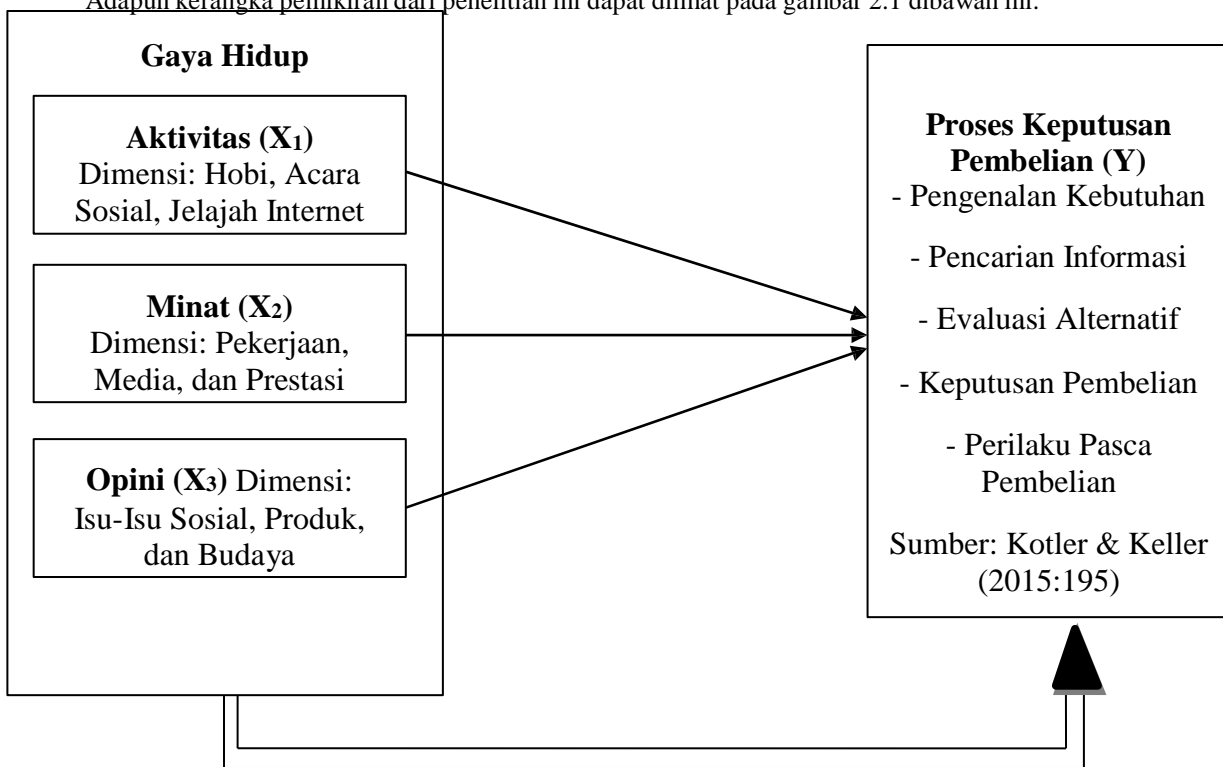 Adapun kerangka pemikiran dari penelitian ini dapat dilihat pada gambar 2.1 dibawah ini:
Gaya Hidup
Aktivitas (X1)
Dimensi: Hobi, Acara
Sosial, Jelajah Internet
Minat (X2)
Dimensi: Pekerjaan,
Media, dan Prestasi
Opini (X3) Dimensi:
Isu-Isu Sosial, Produk,
dan Budaya
Proses Keputusan
Pembelian (Y)
- Pengenalan Kebutuhan
- Pencarian Informasi
- Evaluasi Alternatif
- Keputusan Pembelian
- Perilaku Pasca
Pembelian
Sumber: Kotler & Keller
(2015:195)